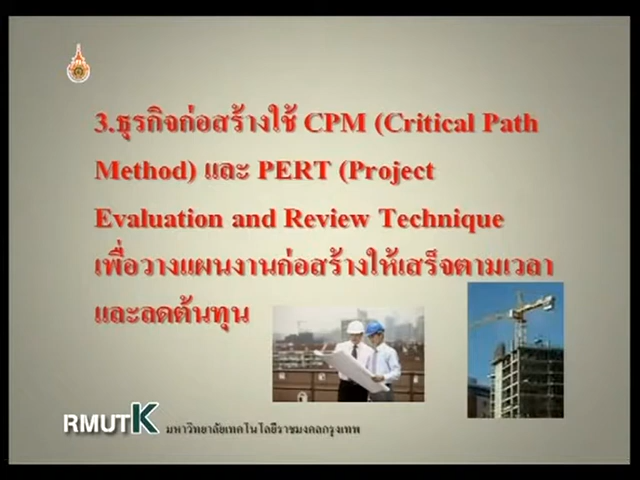 3.ธุรกิจก่อสร้างใช้ CPM (Critical Path
Method) และ PERT (Project
Evaluation and Review Technique
เพื่อวางแผนงานก่อสร้างให้เสร็จตามเวลา
และลดต้นทุน
RMUTK มหาวิทยาลัยเทคโนโลยีราชมงคลกรุงเทพ